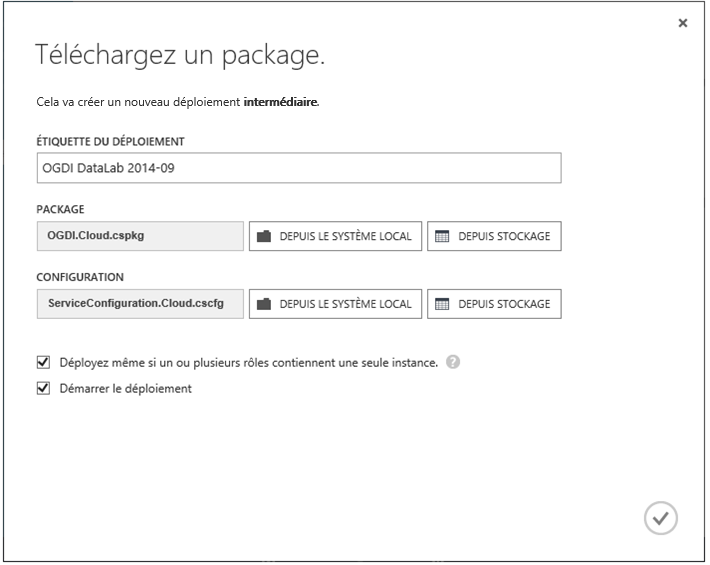 Téléchargez un package.
Cela va créer un nouveau déploiement intermédiaire.
ÉTIQUETTE DU DÉPLOIEMENT
OGDI DataLab 2014-09
PACKAGE
OGDI.Cloud.cspkg DEPUIS LE SYSTÈME LOCAL DEPUIS STOCKAGE
CONFIGURATION
ServiceConfiguration.Cloud.cscfg DEPUIS LE SYSTÈME LOCAL DEPUIS STOCKAGE
Déployez même si un ou plusieurs rôles contiennent une seule instance. ?
Démarrer le déploiement